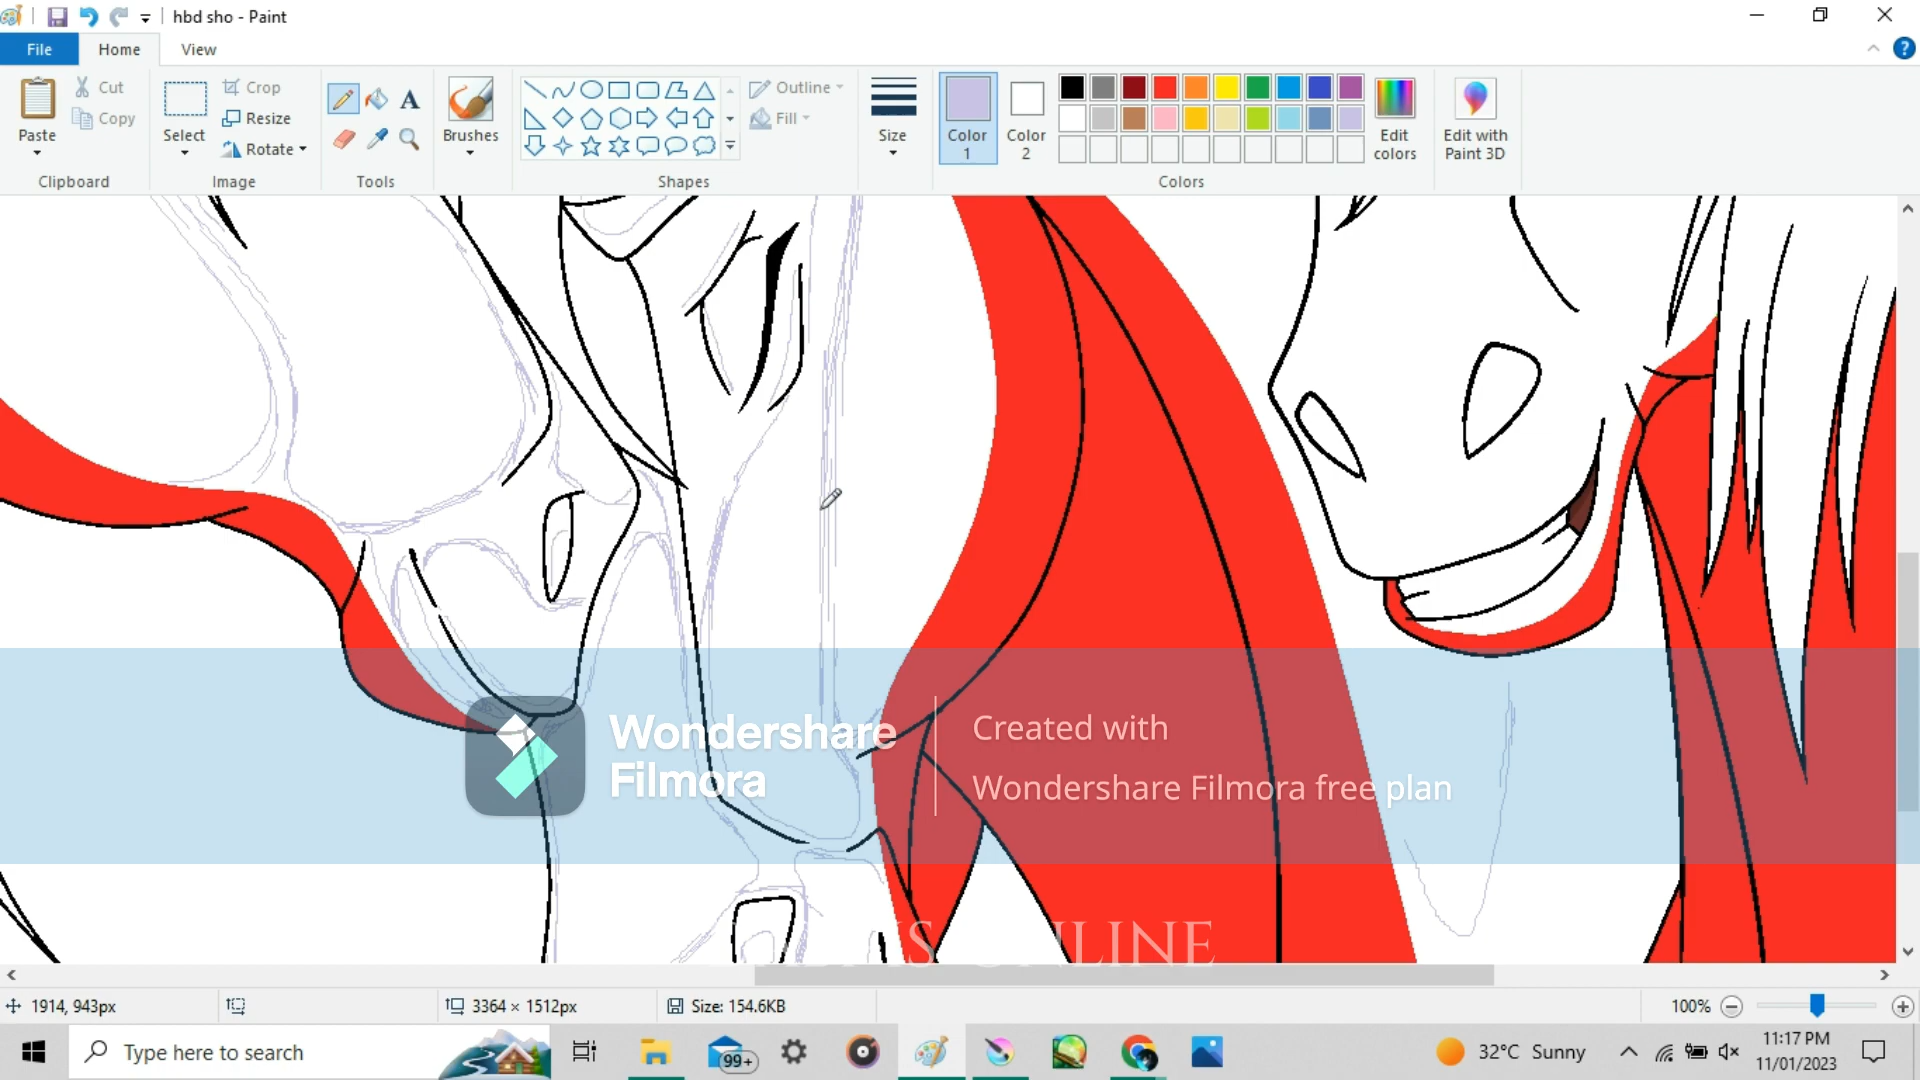 hbd sho - Paint
File
Home
View
Paste
Cut
Copy
Clipboard
Select
Crop
Resize
Rotate
Image
A
Tools
Brushes
Shapes
Outline
Fill
Size
Color
1
Color
2
Edit
colors
Colors
Edit with
Paint 3D
Wondershare
Filmora
Created with
Wondershare Filmora free plan
ONLINE
1914, 943px
3364 × 1512px
Size: 154.6KB
100%
Type here to search
99+
32°C Sunny
11:17 PM
11/01/2023